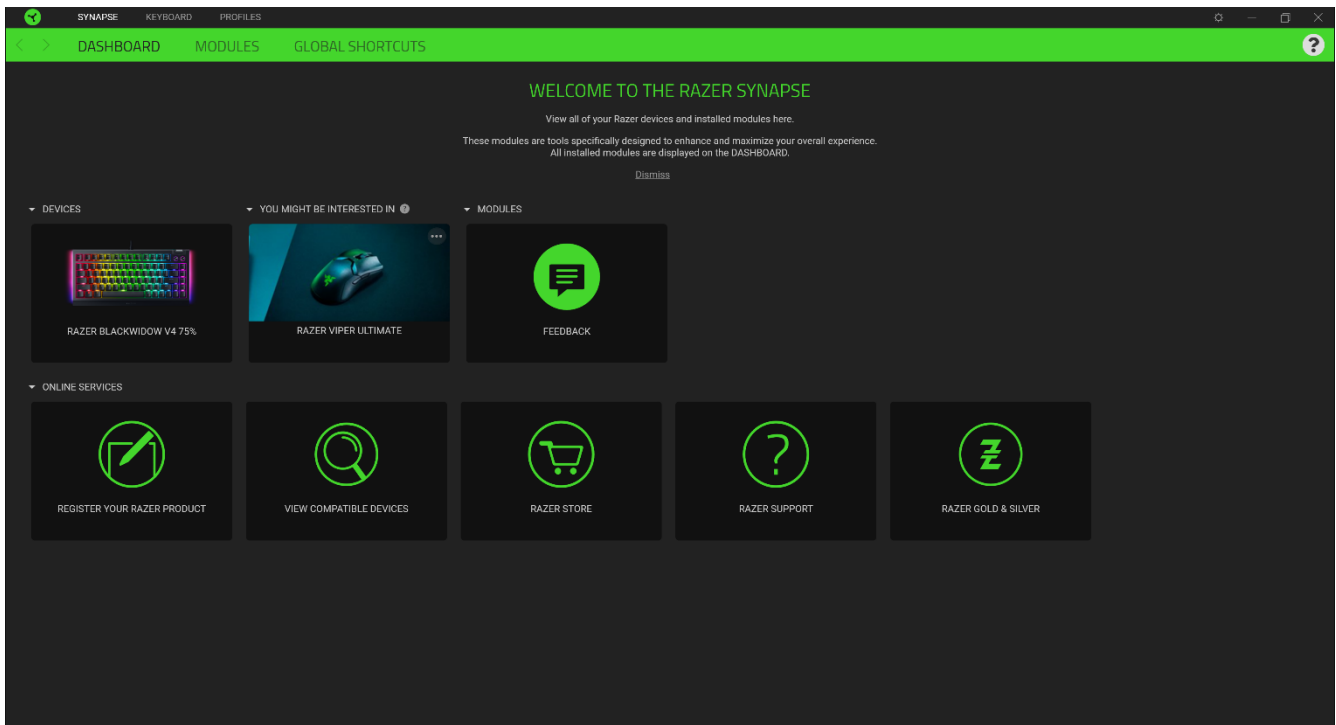 SYNAPSE KEYBOARD PROFILES
DASHBOARD MODULES GLOBAL SHORTCUTS ?
WELCOME TO THE RAZER SYNAPSE
View all of your Razer devices and installed modules here.
These modules are tools specifically designed to enhance and maximize your overall experience.
All installed modules are displayed on the DASHBOARD.
Dismiss
DEVICES YOU MIGHT BE INTERESTED IN ? MODULES
RAZER BLACKWIDOW V4 75% RAZER VIPER ULTIMATE FEEDBACK
ONLINE SERVICES
REGISTER YOUR RAZER PRODUCT VIEW COMPATIBLE DEVICES RAZER STORE RAZER SUPPORT RAZER GOLD & SILVER